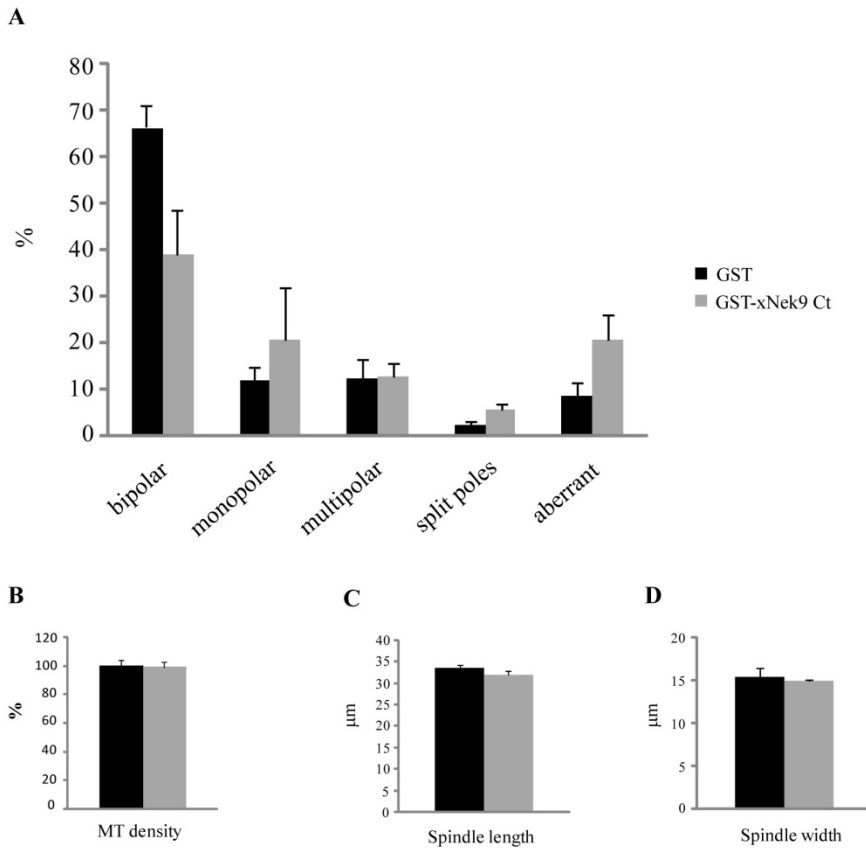 A
80
70
60
50
40
30
20
10
0
%
bipolar
monopolar
multipolar
split poles
aberrant
GST
GST-xNek9 Ct
B
120
100
80
60
40
20
0
%
MT density
C
40
35
30
25
20
15
10
5
0
µm
Spindle length
D
20
15
10
5
0
µm
Spindle width